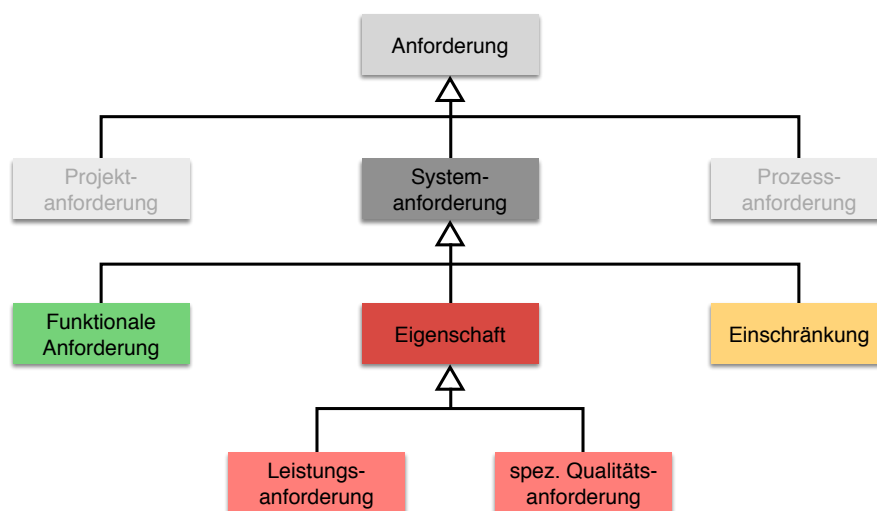 Anforderung
Projekt-
anforderung
System-
anforderung
Prozess-
anforderung
Funktionale
Anforderung
Eigenschaft
Einschränkung
Leistungs-
anforderung
spez. Qualitäts-
anforderung